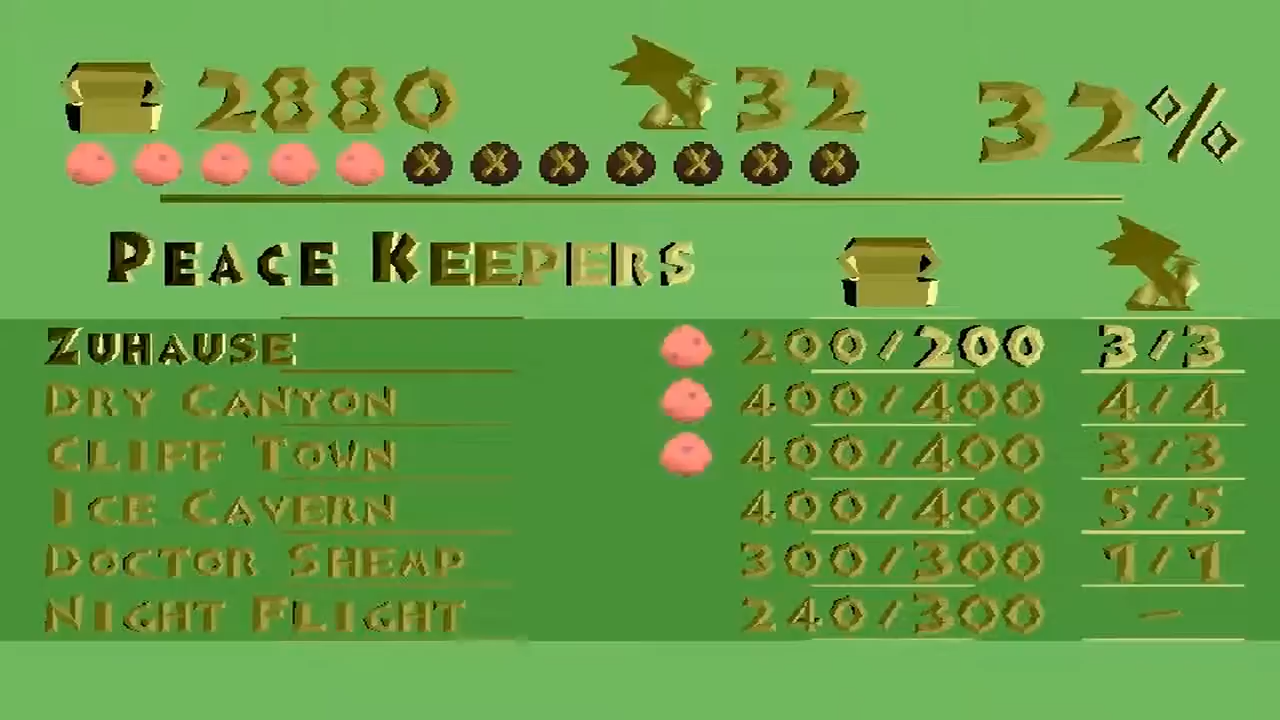 2880 32 32%
PEACE KEEPERS
ZUHAUSE 200/200 3/3
DRY CANYON 400/400 4/4
CLIFF TOWN 400/400 3/3
ICE CAVERN 400/400 5/5
DOCTOR SHEMP 300/300 1/1
NIGHT FLIGHT 240/300 –